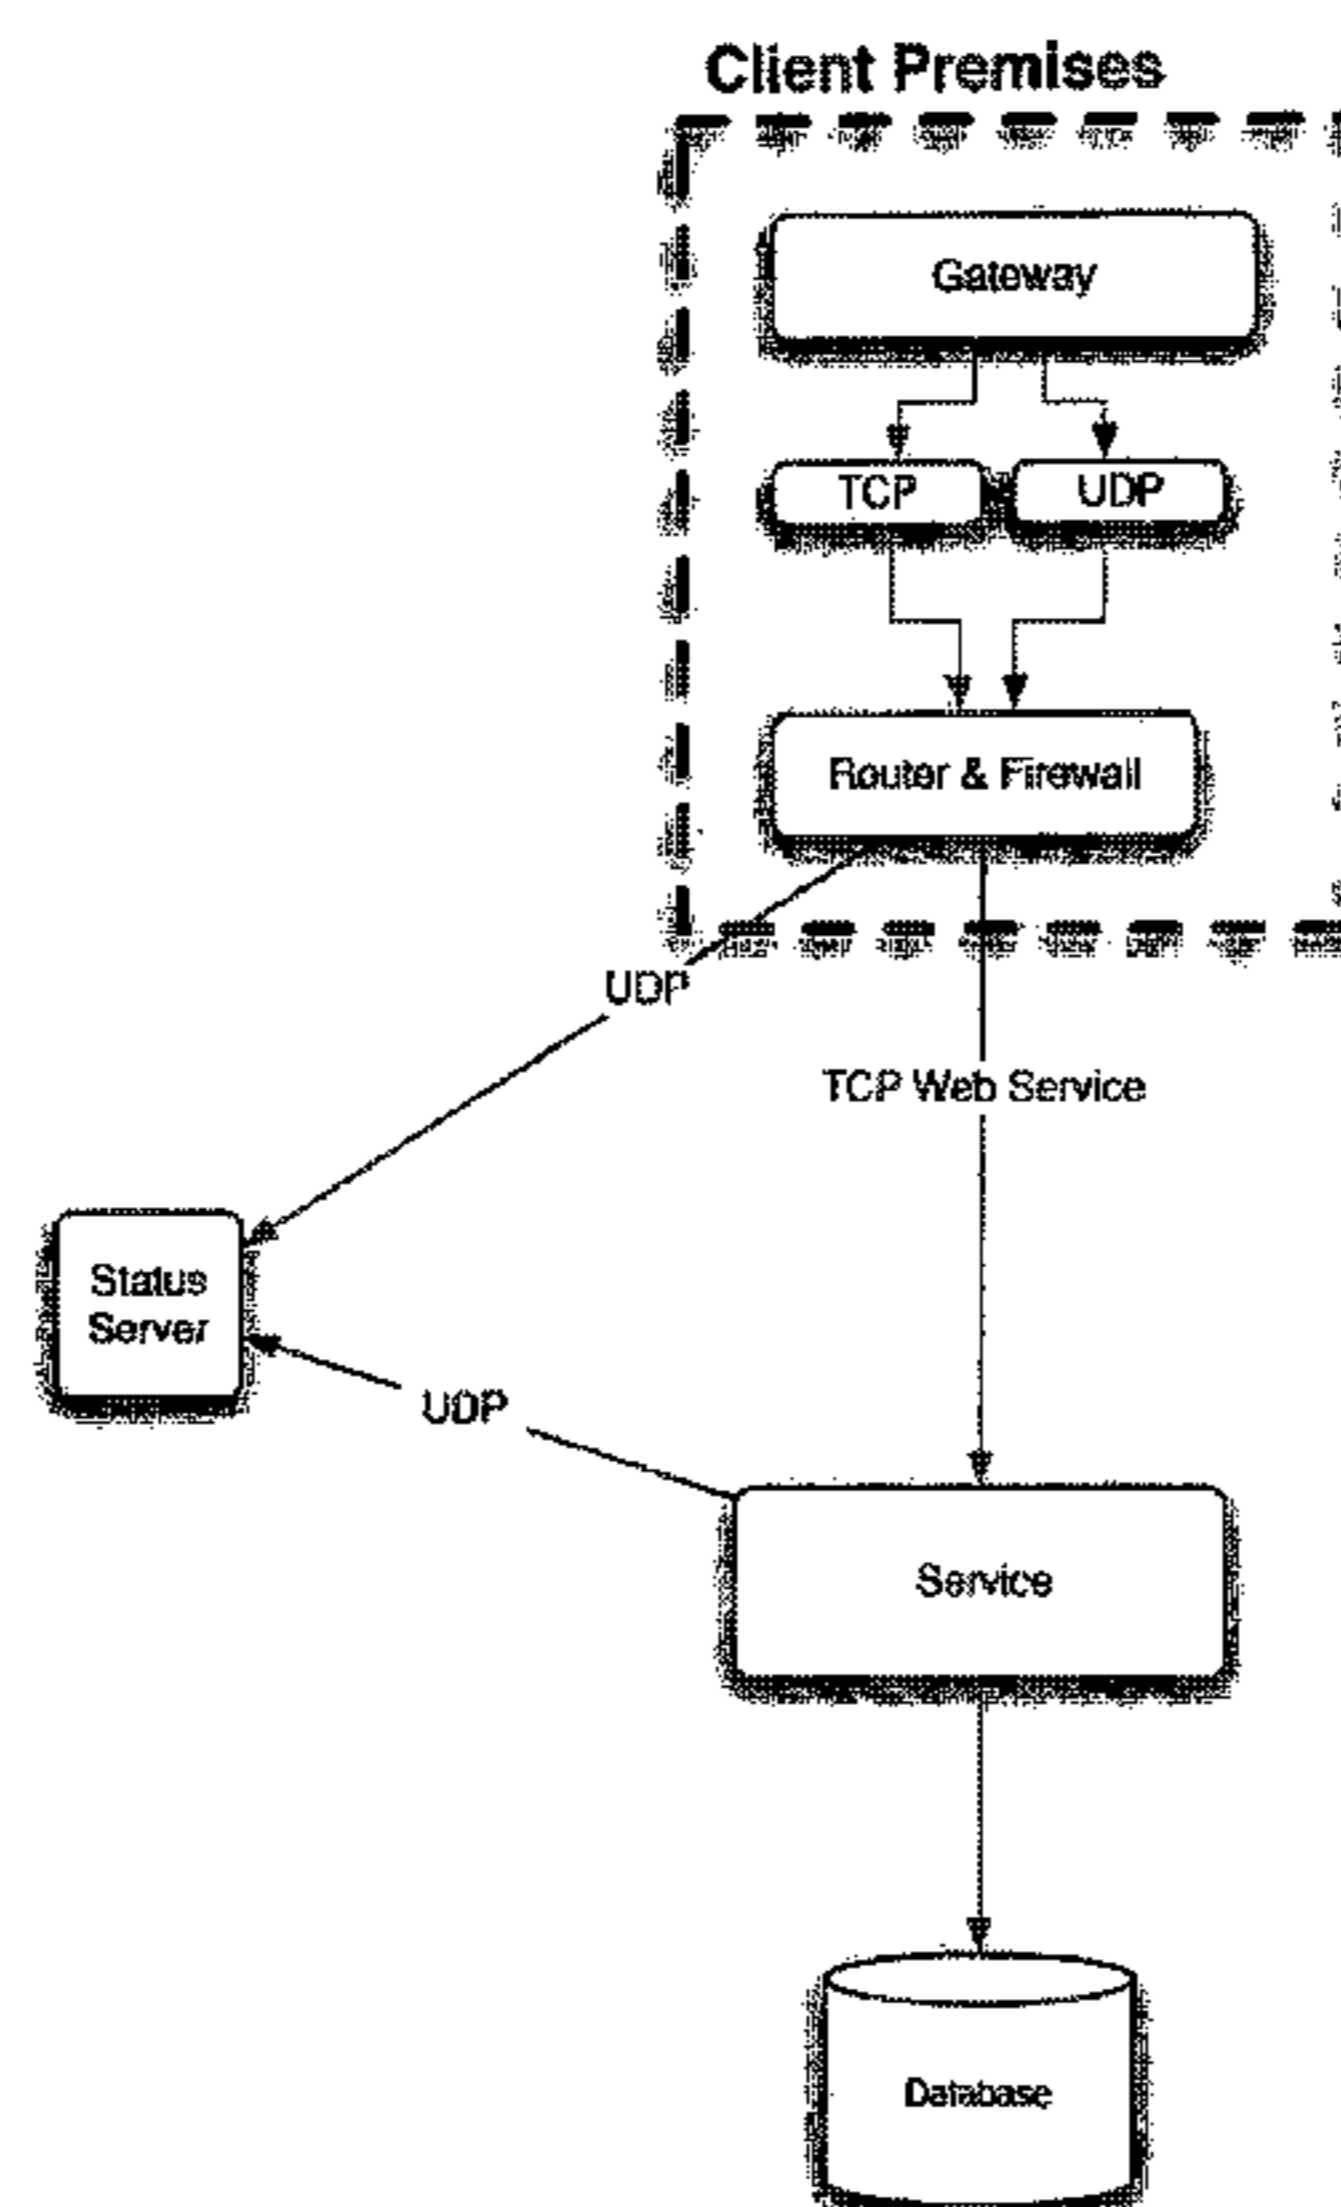 Client Premises
Gateway
TCP
UDP
Router & Firewall
UDP
TCP Web Service
Status
Server
UDP
Service
Database